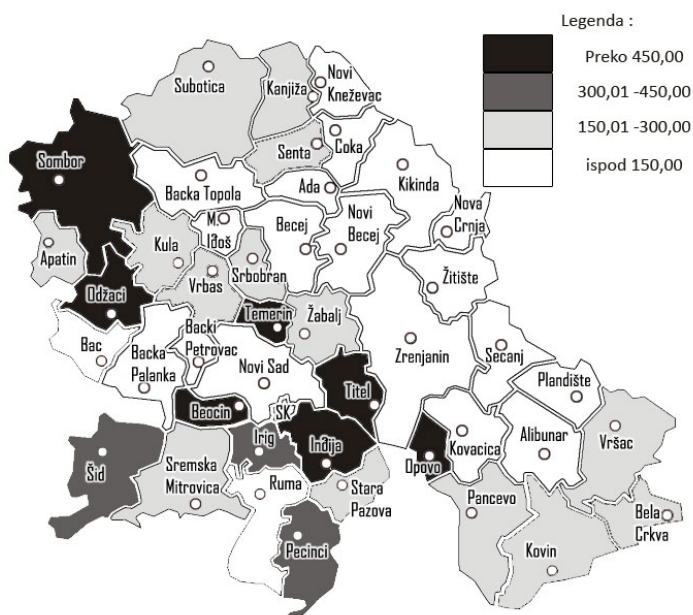 Legenda :
Preko 450,00
300,01 -450,00
150,01 -300,00
ispod 150,00
Subotica
Kanjiža
Novi
Kneževac
Sombor
Senta
Coka
Backa Topola
Ada
Kikinda
Nova
Crnja
M.
Iđoš
Becej
Novi
Becej
Apatin
Kula
Srbobran
Vrbas
Žitište
Odžaci
Temerin
Žabalj
Bac
Backi
Petrovac
Backa
Palanka
Novi Sad
Zrenjanin
Secanj
Plandište
Titel
Beocin
SK
Irig
Inđija
Opovo
Kovacica
Alibunar
Vršac
Šid
Sremska
Mitrovica
Ruma
Stara
Pazova
Pancevo
Bela
Crkva
Pecinci
Kovin